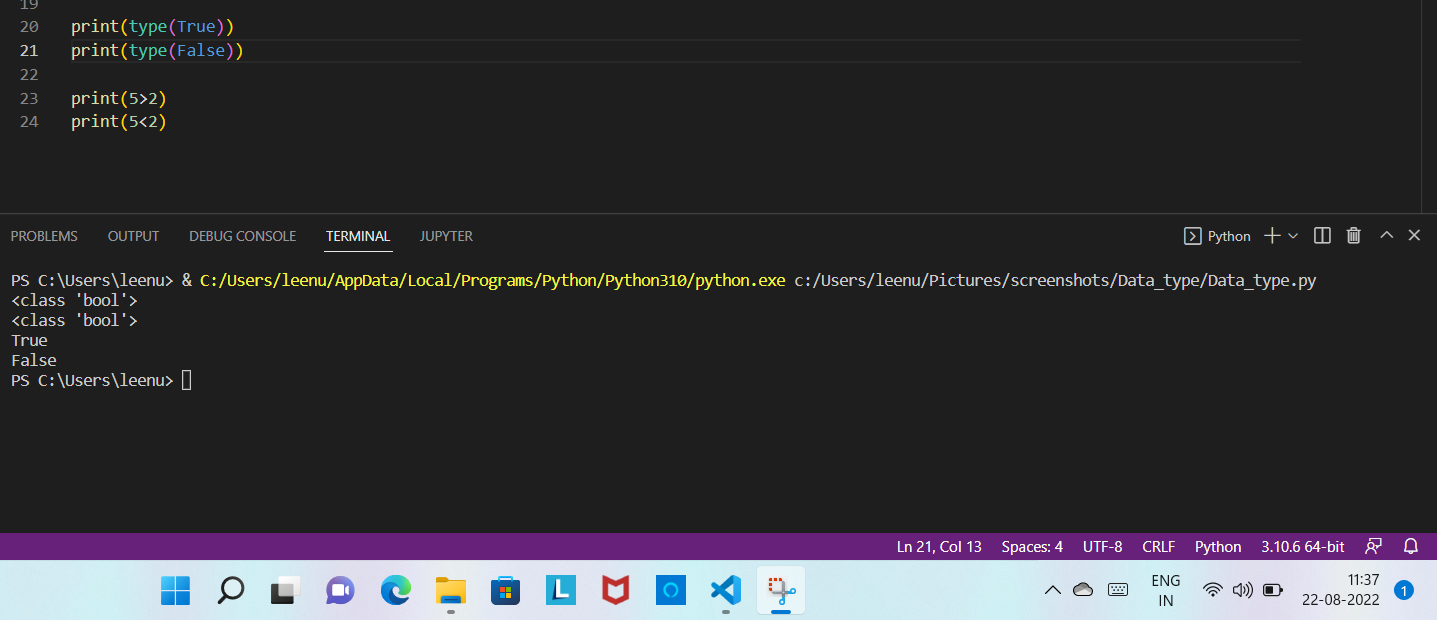 19
20 print(type(True))
21 print(type(False))
22
23 print(5>2)
24 print(5<2)
PROBLEMS OUTPUT DEBUG CONSOLE TERMINAL JUPYTER Python
PS C:\Users\leenu> & C:/Users/leenu/AppData/Local/Programs/Python/Python310/python.exe c:/Users/leenu/Pictures/screenshots/Data_type/Data_type.py
<class 'bool'>
<class 'bool'>
True
False
PS C:\Users\leenu>
Ln 21, Col 13 Spaces: 4 UTF-8 CRLF Python 3.10.6 64-bit
L
ENG
IN
11:37
22-08-2022
1